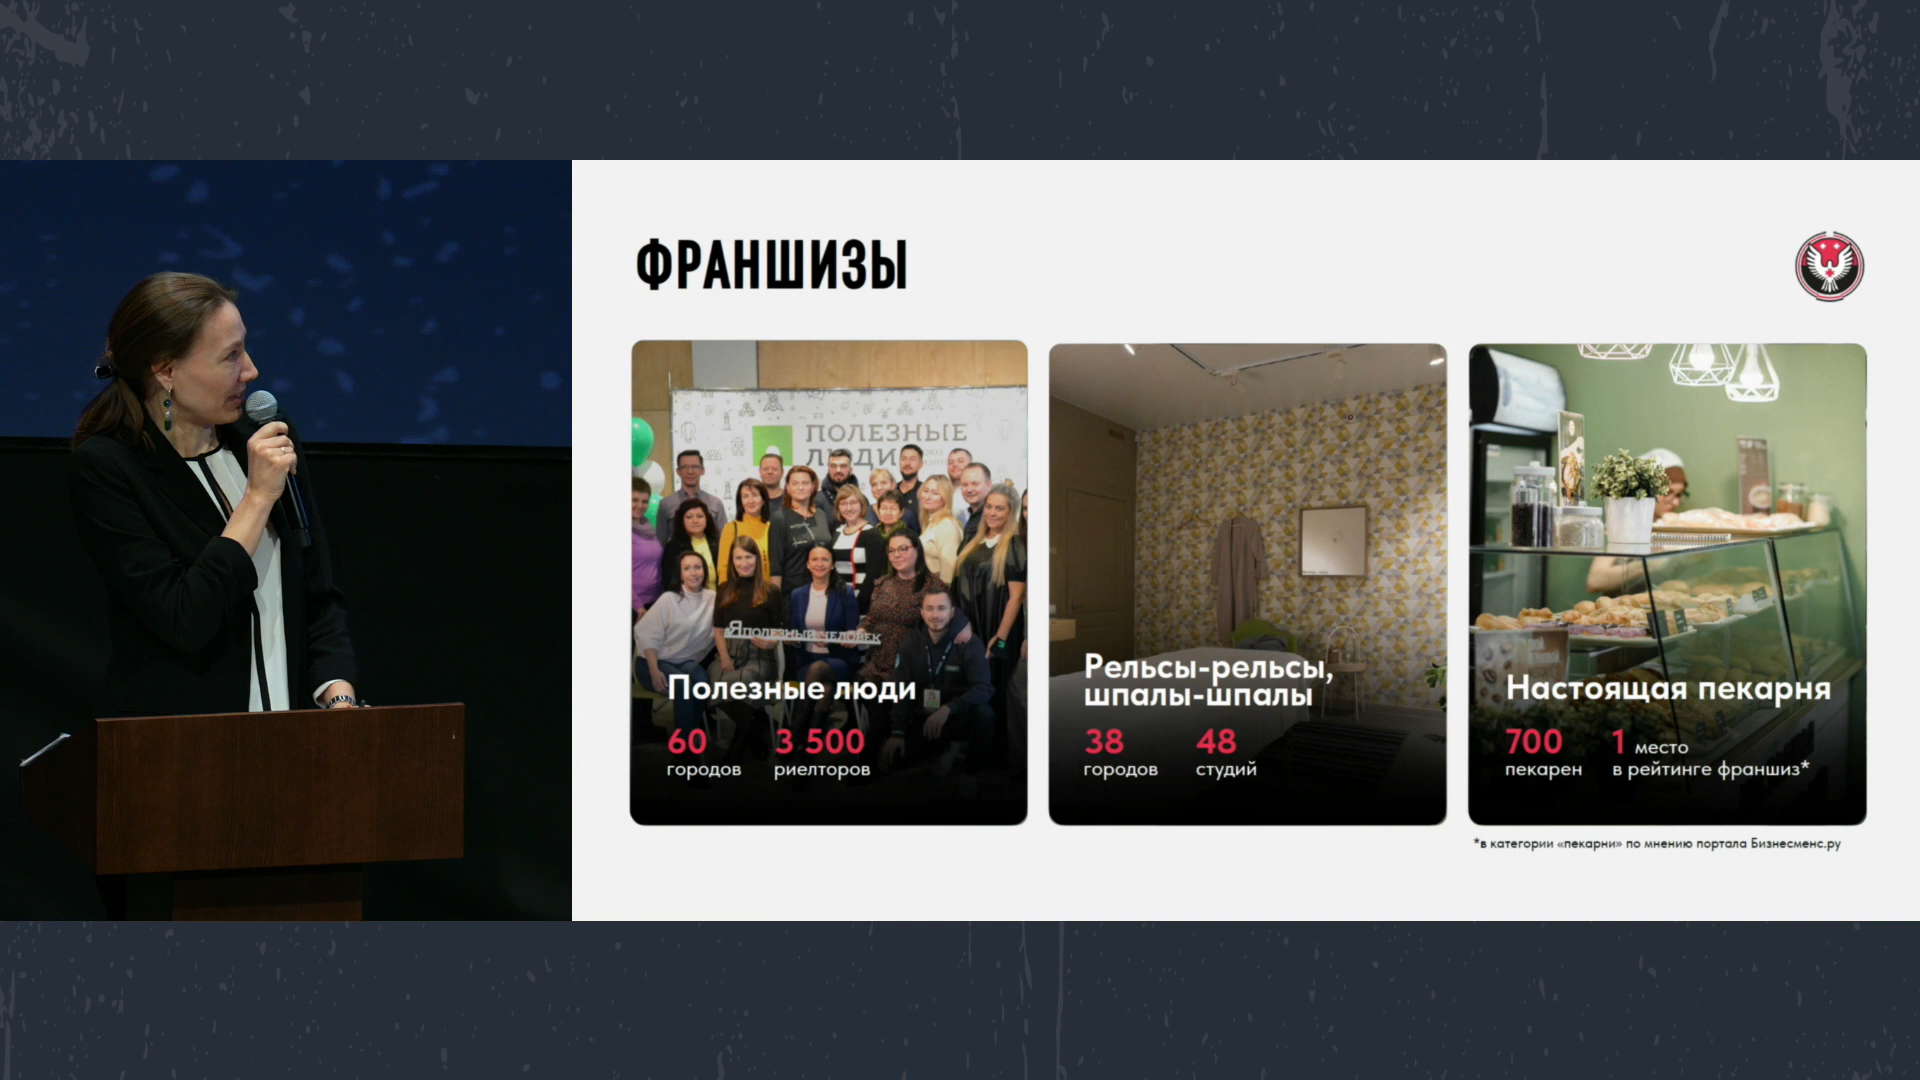 ФРАНШИЗЫ
ПОЛЕЗНЫЕ
ЛЮДИ
#Яполезный человек
Полезные люди
60 3 500
городов риелторов
Рельсы-рельсы,
шпалы-шпалы
38 48
городов студий
Настоящая пекарня
700 1 место
пекарен в рейтинге франшиз*
*в категории «пекарни» по мнению портала Бизнесменс.ру